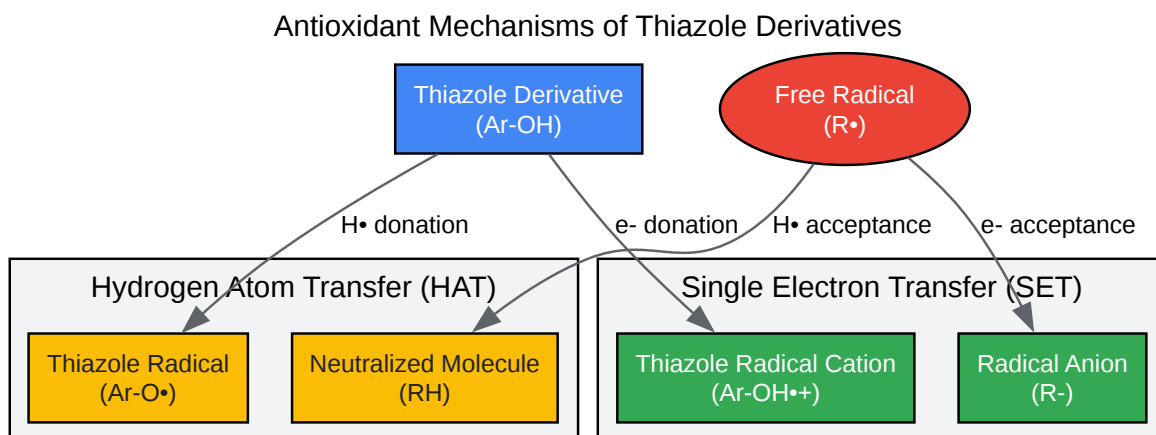 Antioxidant Mechanisms of Thiazole Derivatives
Thiazole Derivative
(Ar-OH)
Free Radical
(R•)
H• donation
e- donation
H• acceptance
e- acceptance
Hydrogen Atom Transfer (HAT)
Single Electron Transfer (SET)
Thiazole Radical
(Ar-O•)
Neutralized Molecule
(RH)
Thiazole Radical Cation
(Ar-OH•+)
Radical Anion
(R-)